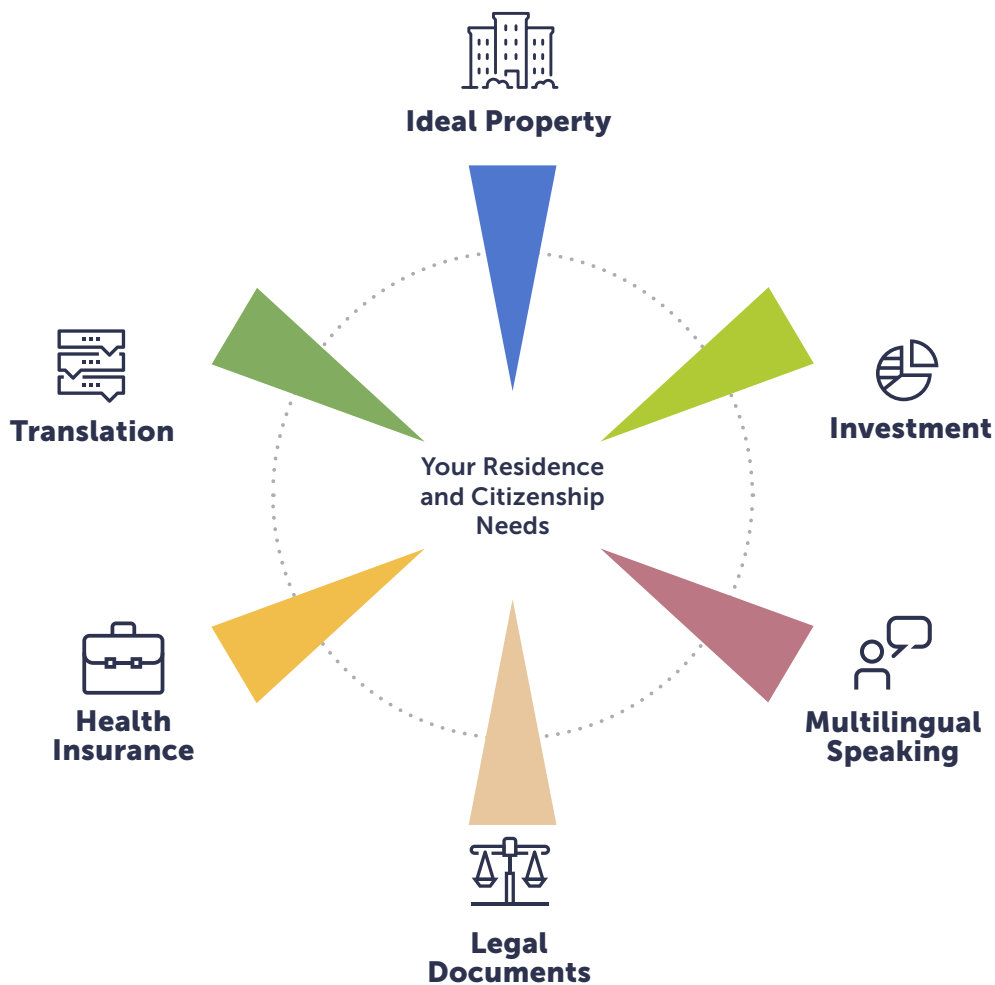 Ideal Property
Translation
Investment
Your Residence
and Citizenship
Needs
Health
Insurance
Multilingual
Speaking
Legal
Documents